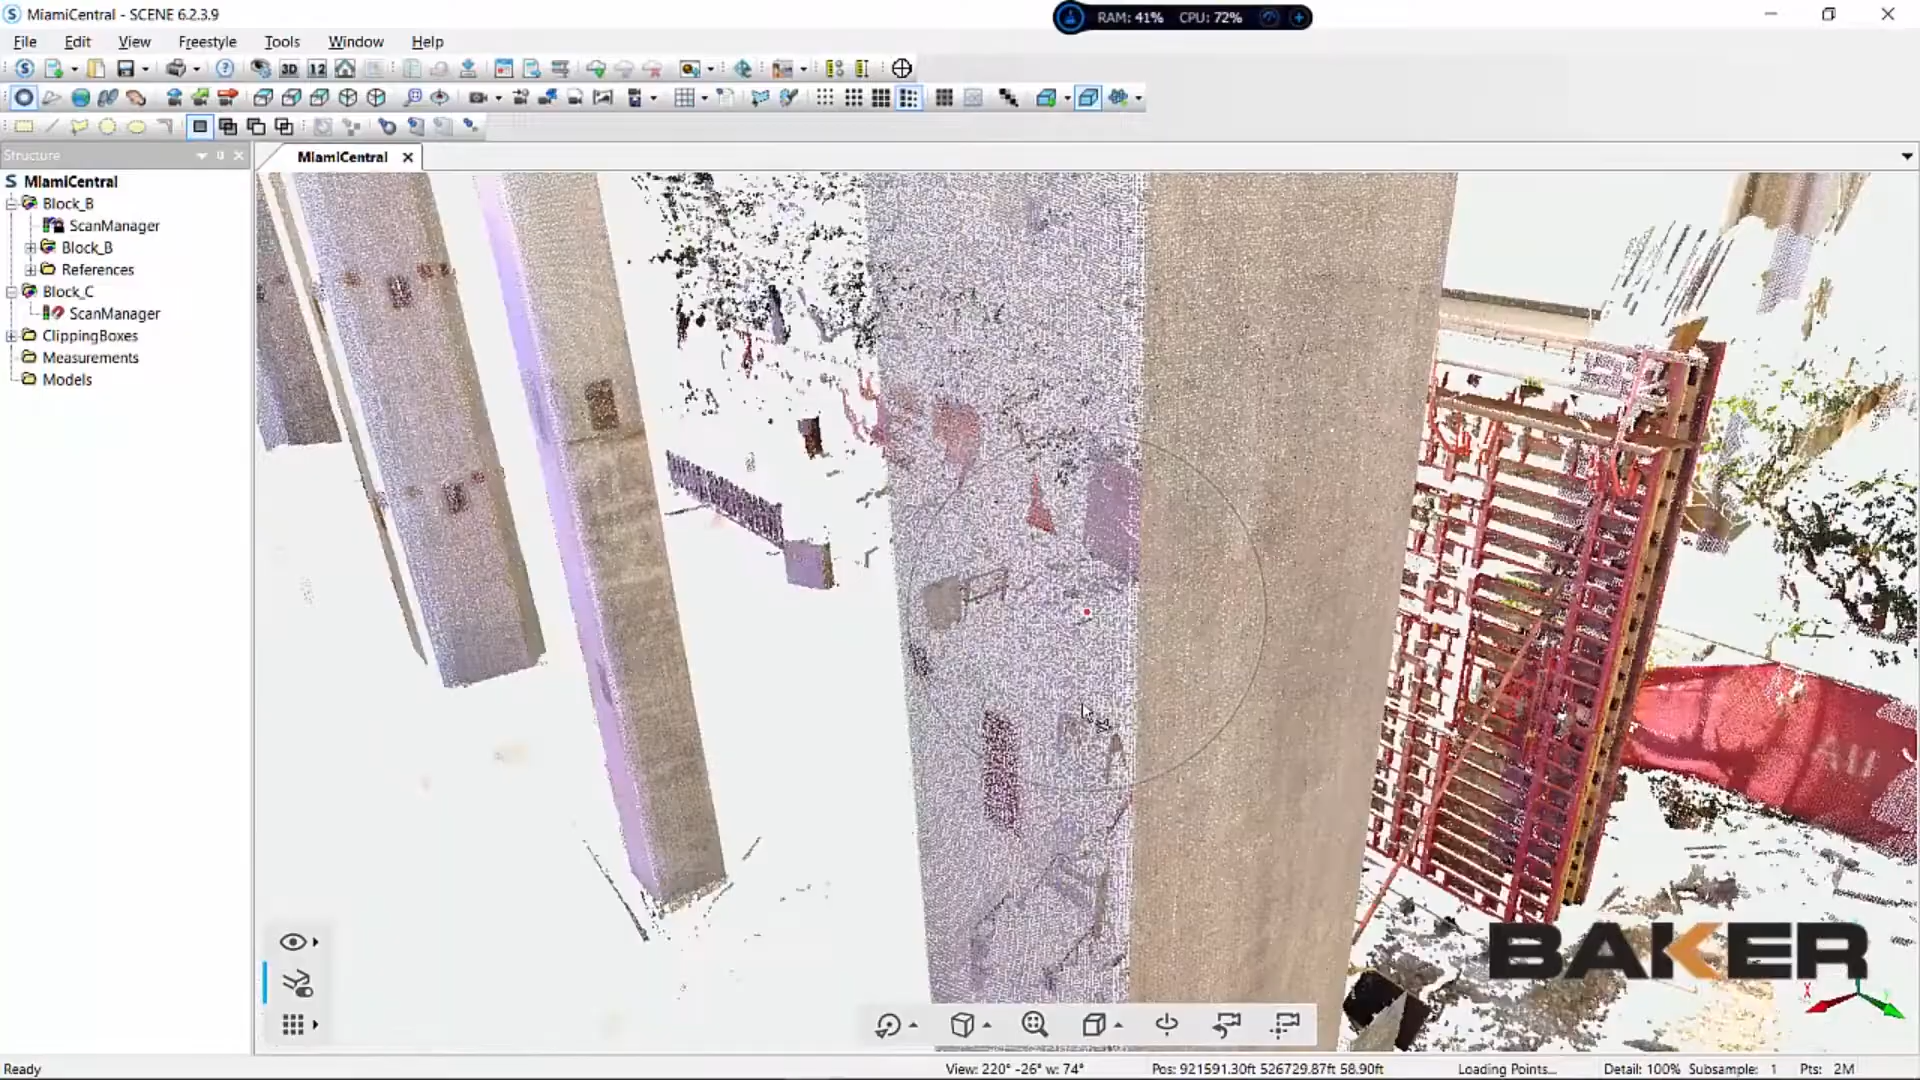 MiamiCentral - SCENE 6.2.3.9
RAM: 41% CPU: 72%
File Edit View Freestyle Tools Window Help
3D 12
Structure
MiamiCentral
MiamiCentral
Block_B
ScanManager
Block_B
References
Block_C
ScanManager
ClippingBoxes
Measurements
Models
BAKER
X
Ready
View: 220° -26° w: 74°
Pos: 921591.30ft 526729.87ft 58.90ft
Loading Points...
Detail: 100% Subsample: 1 Pts: 2M